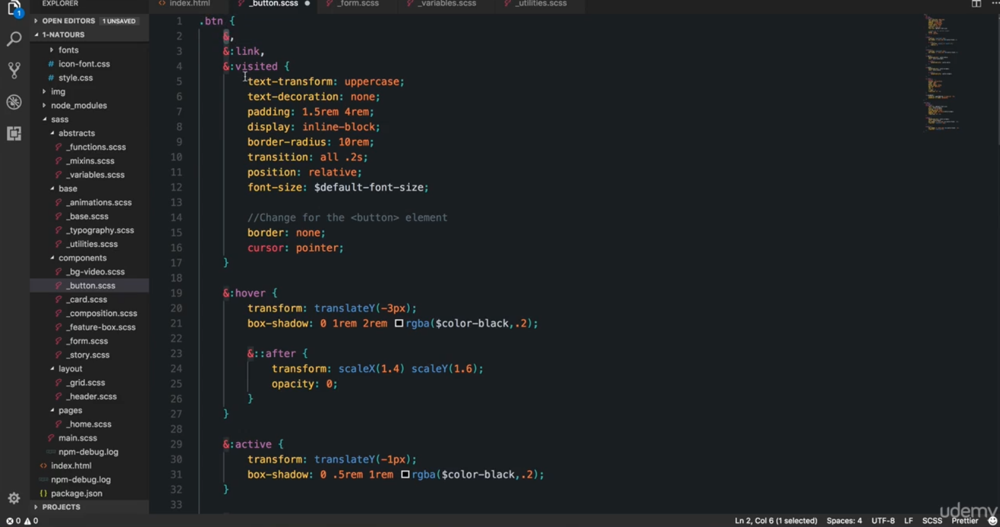 EXPLORER
index.html
_button.scss
_form.scss
_variables.scss
_utilities.scss
1
OPEN EDITORS 1 UNSAVED
1-NATOURS
fonts
icon-font.css
style.css
img
node_modules
sass
abstracts
_functions.scss
_mixins.scss
_variables.scss
base
_animations.scss
_base.scss
_typography.scss
_utilities.scss
components
_bg-video.scss
_button.scss
_card.scss
_composition.scss
_feature-box.scss
_form.scss
_story.scss
layout
_grid.scss
_header.scss
pages
_home.scss
main.scss
npm-debug.log
index.html
npm-debug.log
package.json
PROJECTS
1 .btn {
2 &,
3 &:link,
4 &:visited {
5 text-transform: uppercase;
6 text-decoration: none;
7 padding: 1.5rem 4rem;
8 display: inline-block;
9 border-radius: 10rem;
10 transition: all .2s;
11 position: relative;
12 font-size: $default-font-size;
13
14 //Change for the <button> element
15 border: none;
16 cursor: pointer;
17 }
18
19 &:hover {
20 transform: translateY(-3px);
21 box-shadow: 0 1rem 2rem rgba($color-black,.2);
22
23 &::after {
24 transform: scaleX(1.4) scaleY(1.6);
25 opacity: 0;
26 }
27 }
28
29 &:active {
30 transform: translateY(-1px);
31 box-shadow: 0 .5rem 1rem rgba($color-black,.2);
32 }
33
udemy
0 0 Ln 2, Col 6 (1 selected) Spaces: 4 UTF-8 LF SCSS Prettier